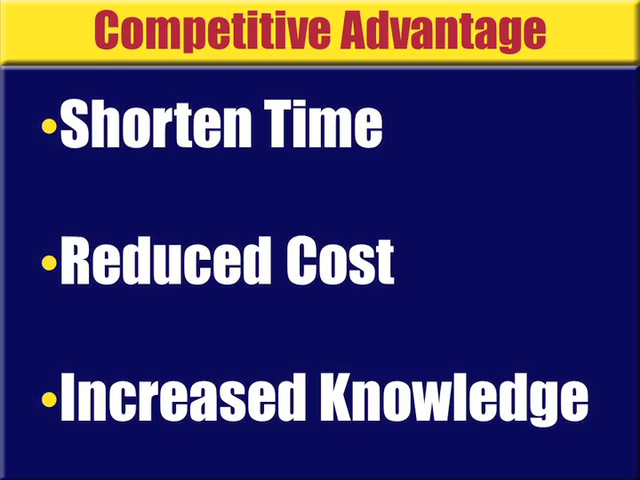 Competitive Advantage
•Shorten Time
•Reduced Cost
•Increased Knowledge